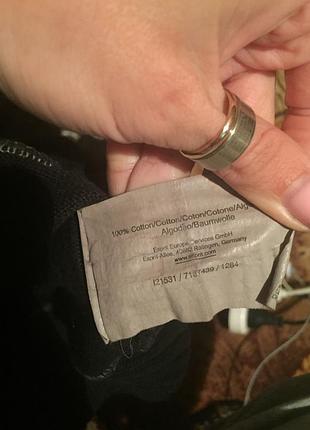 100% Cotton/Cotton/Coton/Cotone/Alg
Algodão/Baumwolle
Esprit Europe Services GmbH
Esprit-Allee, 40882 Ratingen, Germany
www.esprit.com
121531 / 7187439 / 1284